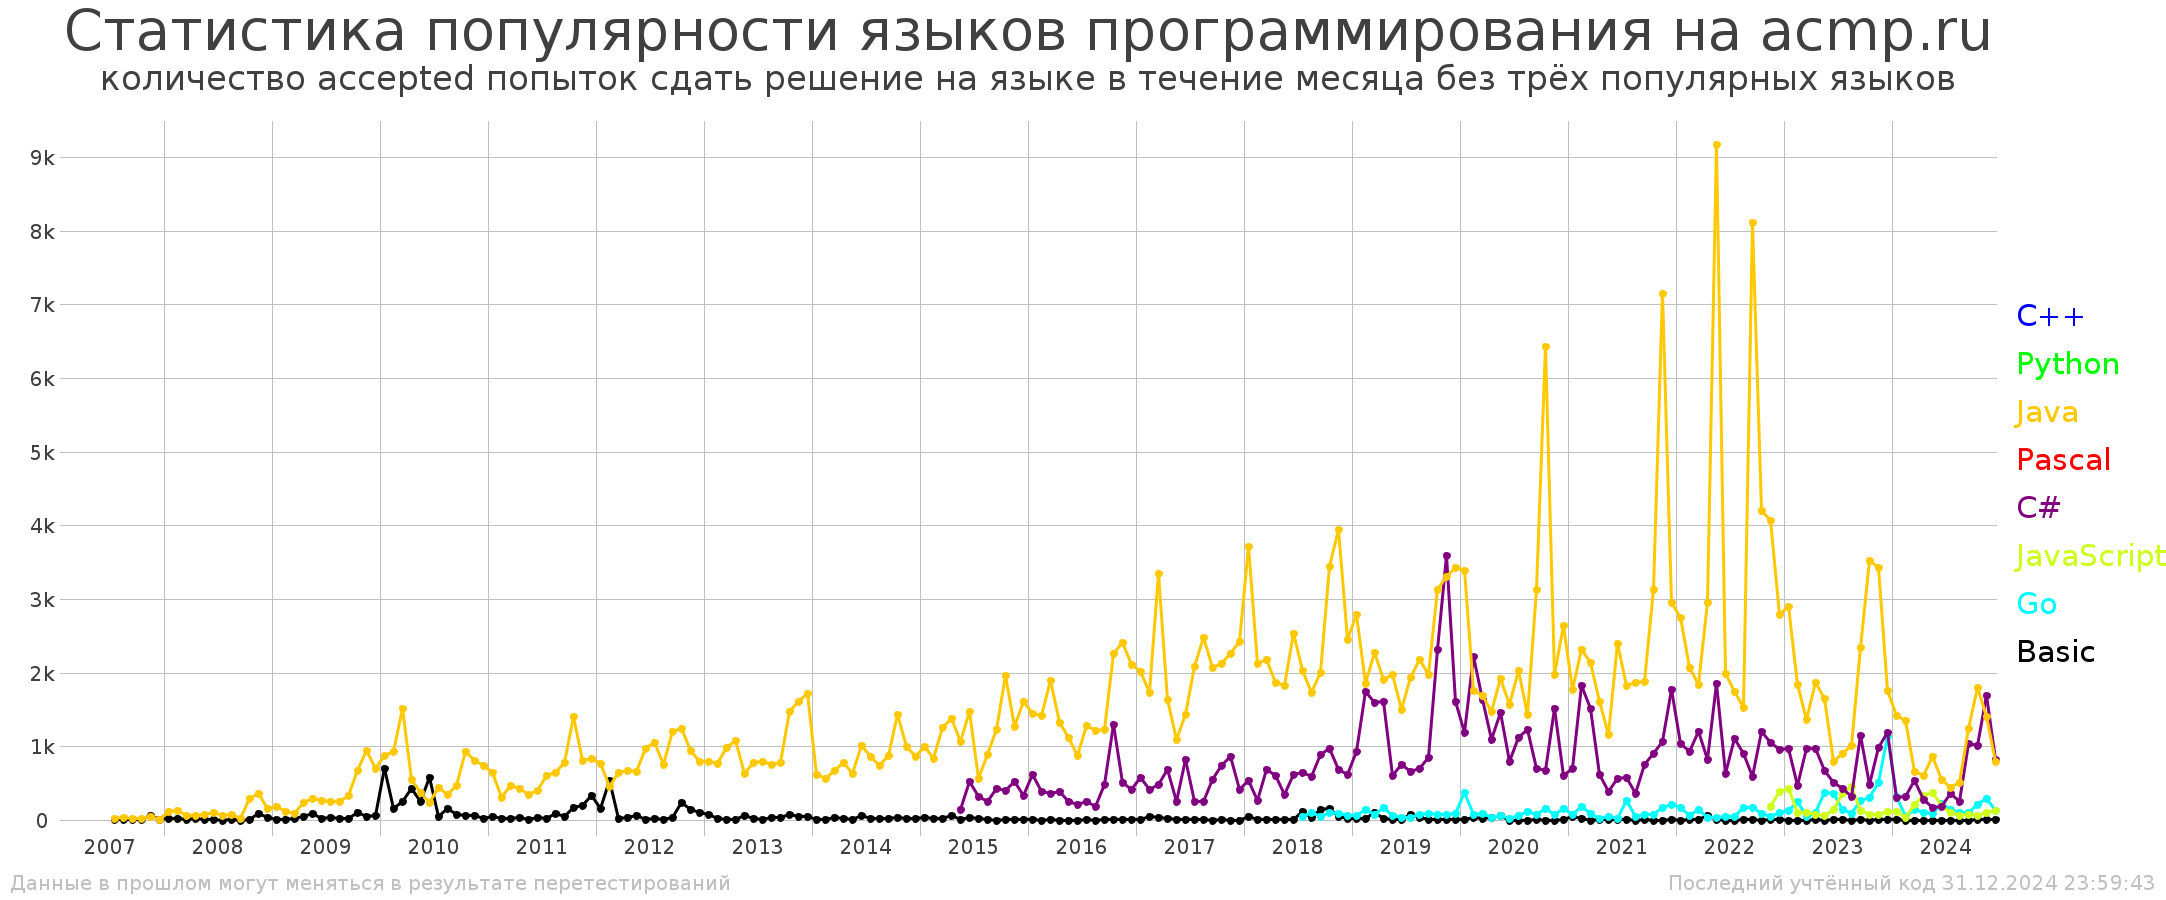 Статистика популярности языков программирования на acmp.ru
количество accepted попыток сдать решение на языке в течение месяца без трёх популярных языков
9k
8k
7k
6k
5k
4k
3k
2k
1k
0
2007 2008 2009 2010 2011 2012 2013 2014 2015 2016 2017 2018 2019 2020 2021 2022 2023 2024
C++
Python
Java
Pascal
C#
JavaScript
Go
Basic
Данные в прошлом могут меняться в результате перетестирований
Последний учтённый код 31.12.2024 23:59:43